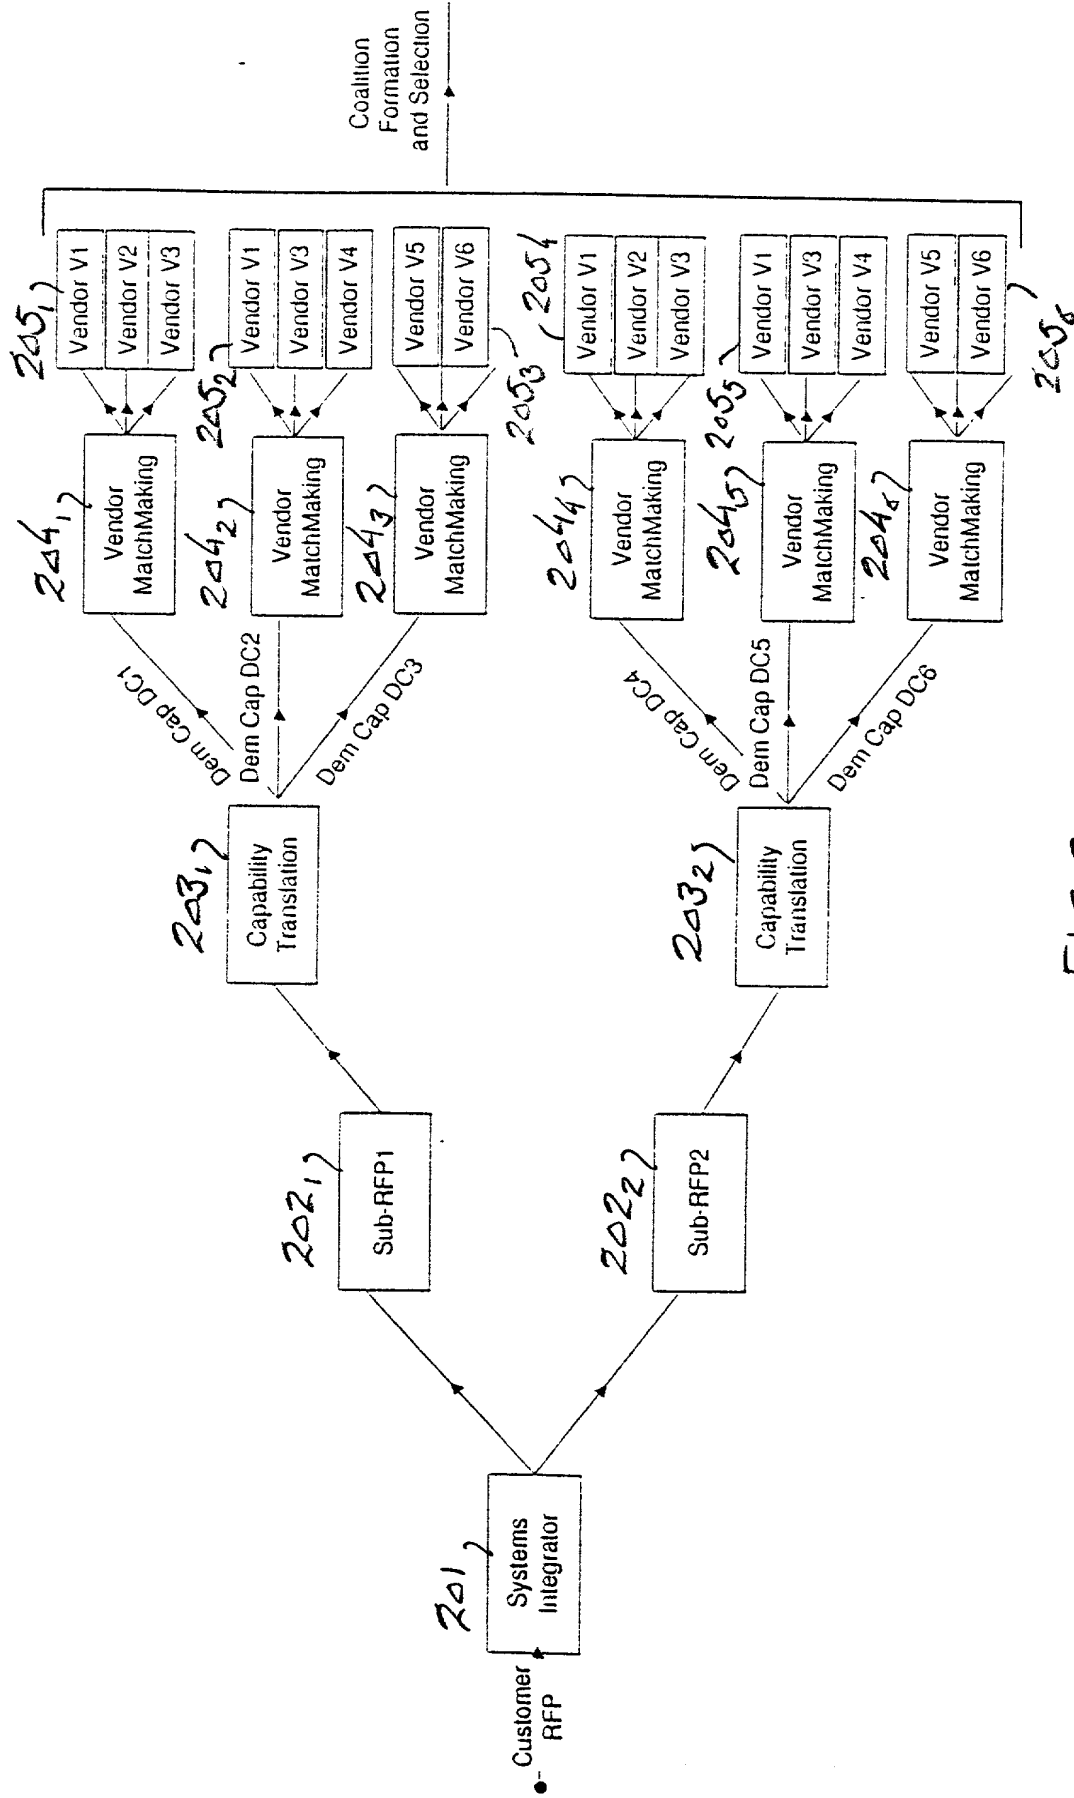 Customer
RFP
201
Systems
Integrator
202₁
Sub-RFP1
202₂
Sub-RFP2
203₁
Capability
Translation
203₂
Capability
Translation
Dem Cap DC1
Dem Cap DC2
Dem Cap DC3
Dem Cap DC4
Dem Cap DC5
Dem Cap DC6
204₁
Vendor
MatchMaking
204₂
Vendor
MatchMaking
204₃
Vendor
MatchMaking
204₄
Vendor
MatchMaking
204₅
Vendor
MatchMaking
204₆
Vendor
MatchMaking
205₁
Vendor V1
Vendor V2
Vendor V3
205₂
Vendor V1
Vendor V3
Vendor V4
205₃
Vendor V5
Vendor V6
205₄
Vendor V1
Vendor V2
Vendor V3
205₅
Vendor V1
Vendor V3
Vendor V4
205₆
Vendor V5
Vendor V6
Coalition
Formation
and Selection